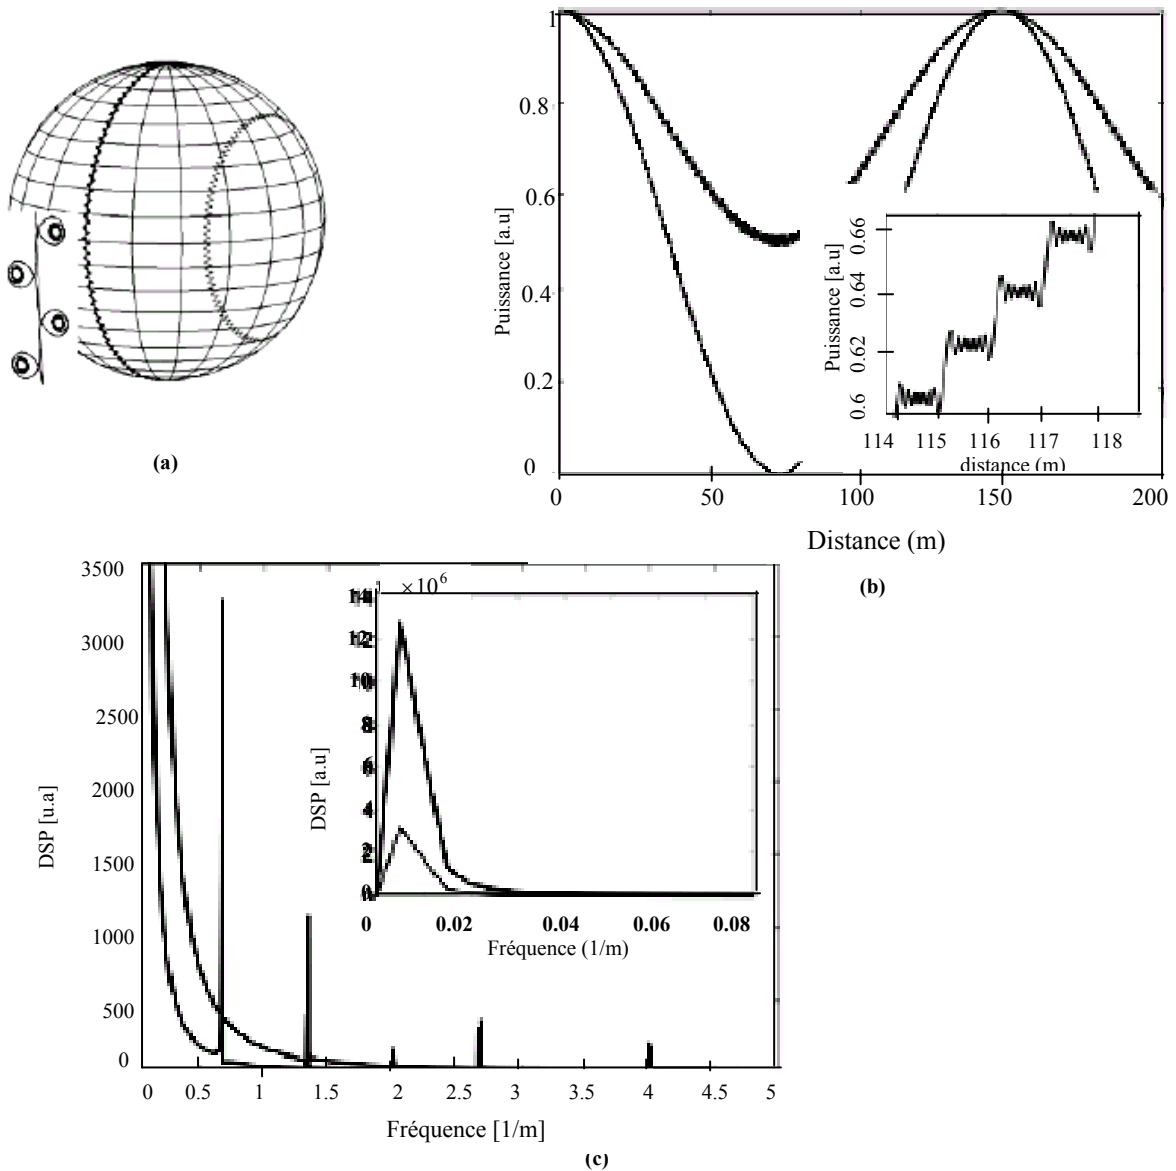 (a)
1
0.8
0.6
0.4
0.2
0
Puissance [a.u]
0 50 100 150 200
Distance (m)
0.66
0.64
0.62
0.6
Puissance [a.u]
114 115 116 117 118
distance (m)
(b)
3500
3000
2500
2000
1500
1000
500
0
DSP [u.a]
0 0.5 1 1.5 2 2.5 3 3.5 4 4.5 5
Fréquence [1/m]
×10⁶
14
12
10
8
6
4
2
0
DSP [a.u]
0 0.02 0.04 0.06 0.08
Fréquence (1/m)
(c)